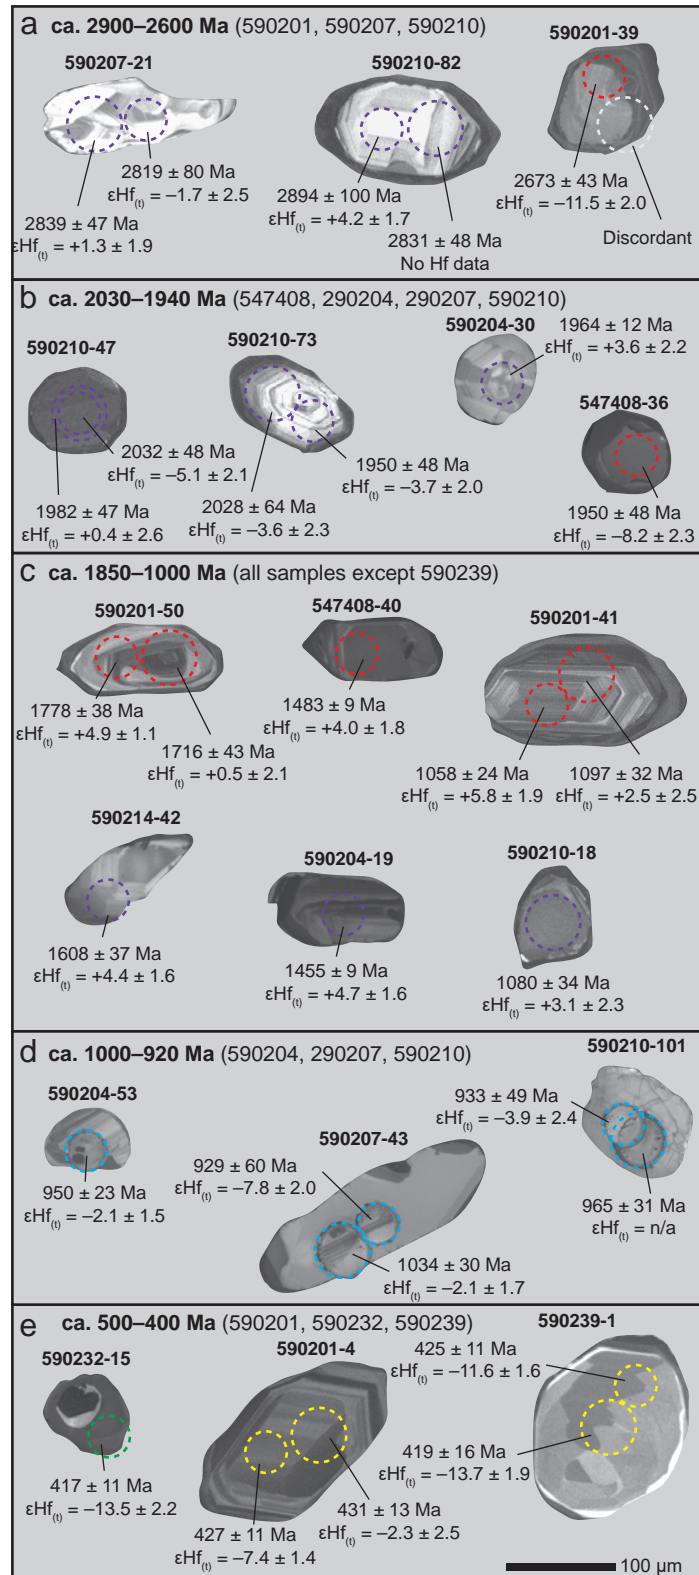 a ca. 2900–2600 Ma (590201, 590207, 590210)
590207-21
590210-82
590201-39
2819 ± 80 Ma
εHf(t) = –1.7 ± 2.5
2839 ± 47 Ma
εHf(t) = +1.3 ± 1.9
2894 ± 100 Ma
εHf(t) = +4.2 ± 1.7
2831 ± 48 Ma
No Hf data
2673 ± 43 Ma
εHf(t) = –11.5 ± 2.0
Discordant
b ca. 2030–1940 Ma (547408, 290204, 290207, 590210)
590210-47
590210-73
590204-30
1964 ± 12 Ma
εHf(t) = +3.6 ± 2.2
547408-36
2032 ± 48 Ma
εHf(t) = –5.1 ± 2.1
1982 ± 47 Ma
εHf(t) = +0.4 ± 2.6
1950 ± 48 Ma
εHf(t) = –3.7 ± 2.0
2028 ± 64 Ma
εHf(t) = –3.6 ± 2.3
1950 ± 48 Ma
εHf(t) = –8.2 ± 2.3
c ca. 1850–1000 Ma (all samples except 590239)
590201-50
547408-40
590201-41
1778 ± 38 Ma
εHf(t) = +4.9 ± 1.1
1716 ± 43 Ma
εHf(t) = +0.5 ± 2.1
1483 ± 9 Ma
εHf(t) = +4.0 ± 1.8
1058 ± 24 Ma
εHf(t) = +5.8 ± 1.9
1097 ± 32 Ma
εHf(t) = +2.5 ± 2.5
590214-42
590204-19
590210-18
1608 ± 37 Ma
εHf(t) = +4.4 ± 1.6
1455 ± 9 Ma
εHf(t) = +4.7 ± 1.6
1080 ± 34 Ma
εHf(t) = +3.1 ± 2.3
d ca. 1000–920 Ma (590204, 290207, 590210)
590210-101
590204-53
590207-43
933 ± 49 Ma
εHf(t) = –3.9 ± 2.4
950 ± 23 Ma
εHf(t) = –2.1 ± 1.5
929 ± 60 Ma
εHf(t) = –7.8 ± 2.0
965 ± 31 Ma
εHf(t) = n/a
1034 ± 30 Ma
εHf(t) = –2.1 ± 1.7
e ca. 500–400 Ma (590201, 590232, 590239)
590232-15
590201-4
590239-1
425 ± 11 Ma
εHf(t) = –11.6 ± 1.6
419 ± 16 Ma
εHf(t) = –13.7 ± 1.9
417 ± 11 Ma
εHf(t) = –13.5 ± 2.2
431 ± 13 Ma
εHf(t) = –2.3 ± 2.5
427 ± 11 Ma
εHf(t) = –7.4 ± 1.4
100 µm